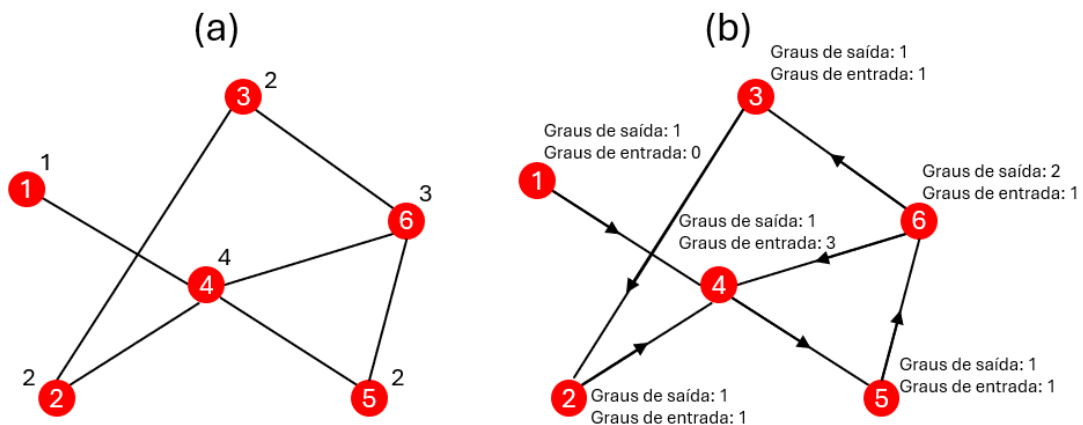 (a)
3
2
1
1
6
3
4
4
2
2
5
2
(b)
Graus de saída: 1
Graus de entrada: 1
3
Graus de saída: 1
Graus de entrada: 0
1
Graus de saída: 2
Graus de entrada: 1
6
Graus de saída: 1
Graus de entrada: 3
4
Graus de saída: 1
Graus de entrada: 1
5
2
Graus de saída: 1
Graus de entrada: 1